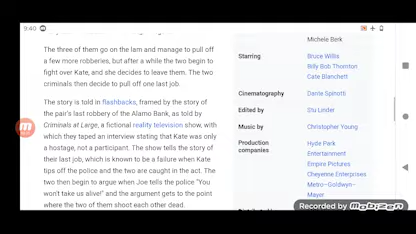 9:40
The three of them go on the lam and manage to pull off
a few more robberies, but after a while the two begin to
fight over Kate, and she decides to leave them. The two
criminals then decide to pull off one last job.
The story is told in flashbacks, framed by the story of
the pair's last robbery of the Alamo Bank, as told by
Criminals at Large, a fictional reality television show, with
which they taped an interview stating that Kate was only
a hostage, not a participant. The show tells the story of
their last job, which is known to be a failure when Kate
tips off the police and the two are caught in the act. The
two then begin to argue when Joe tells the police "You
won't take us alive!" and the argument gets to the point
where the two of them shoot each other dead.
Michele Berk
Starring
Bruce Willis
Billy Bob Thornton
Cate Blanchett
Cinematography
Dante Spinotti
Edited by
Stu Linder
Music by
Christopher Young
Production
companies
Hyde Park
Entertainment
Empire Pictures
Cheyenne Enterprises
Metro–Goldwyn–
Mayer
Recorded by
mobizen